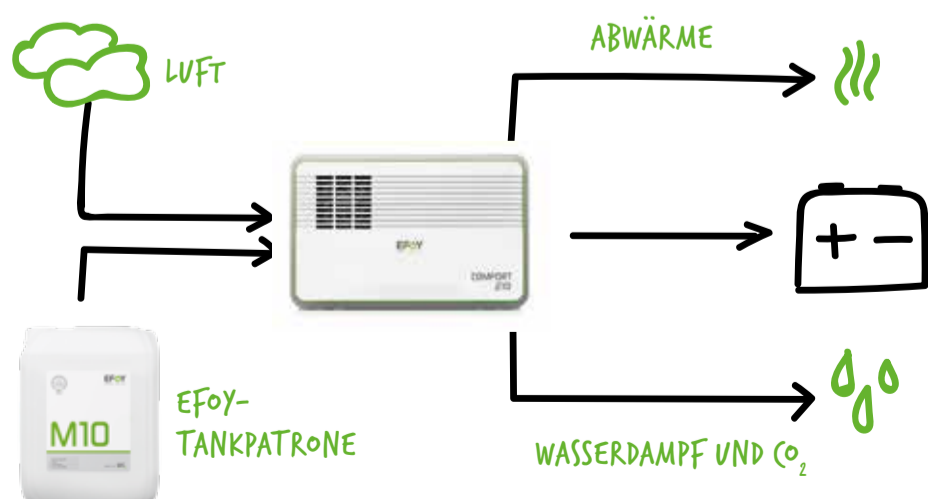 ABWÄRME
LUFT
EFOY
COMFORT
210
+ −
EFOY
M10
EFOY-
TANKPATRONE
WASSERDAMPF UND CO₂